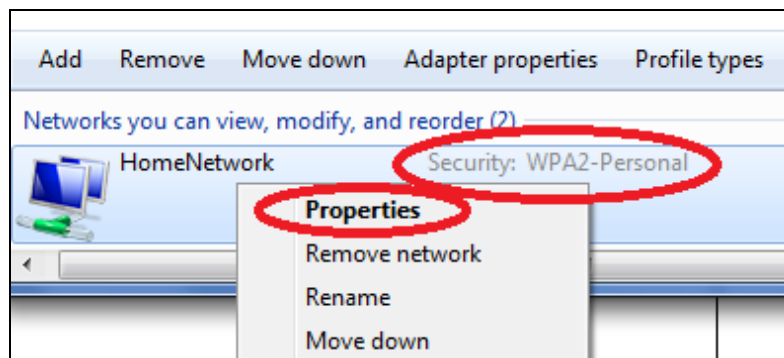 Add Remove Move down Adapter properties Profile types
Networks you can view, modify, and reorder (2)
HomeNetwork Security: WPA2-Personal
Properties
Remove network
Rename
Move down